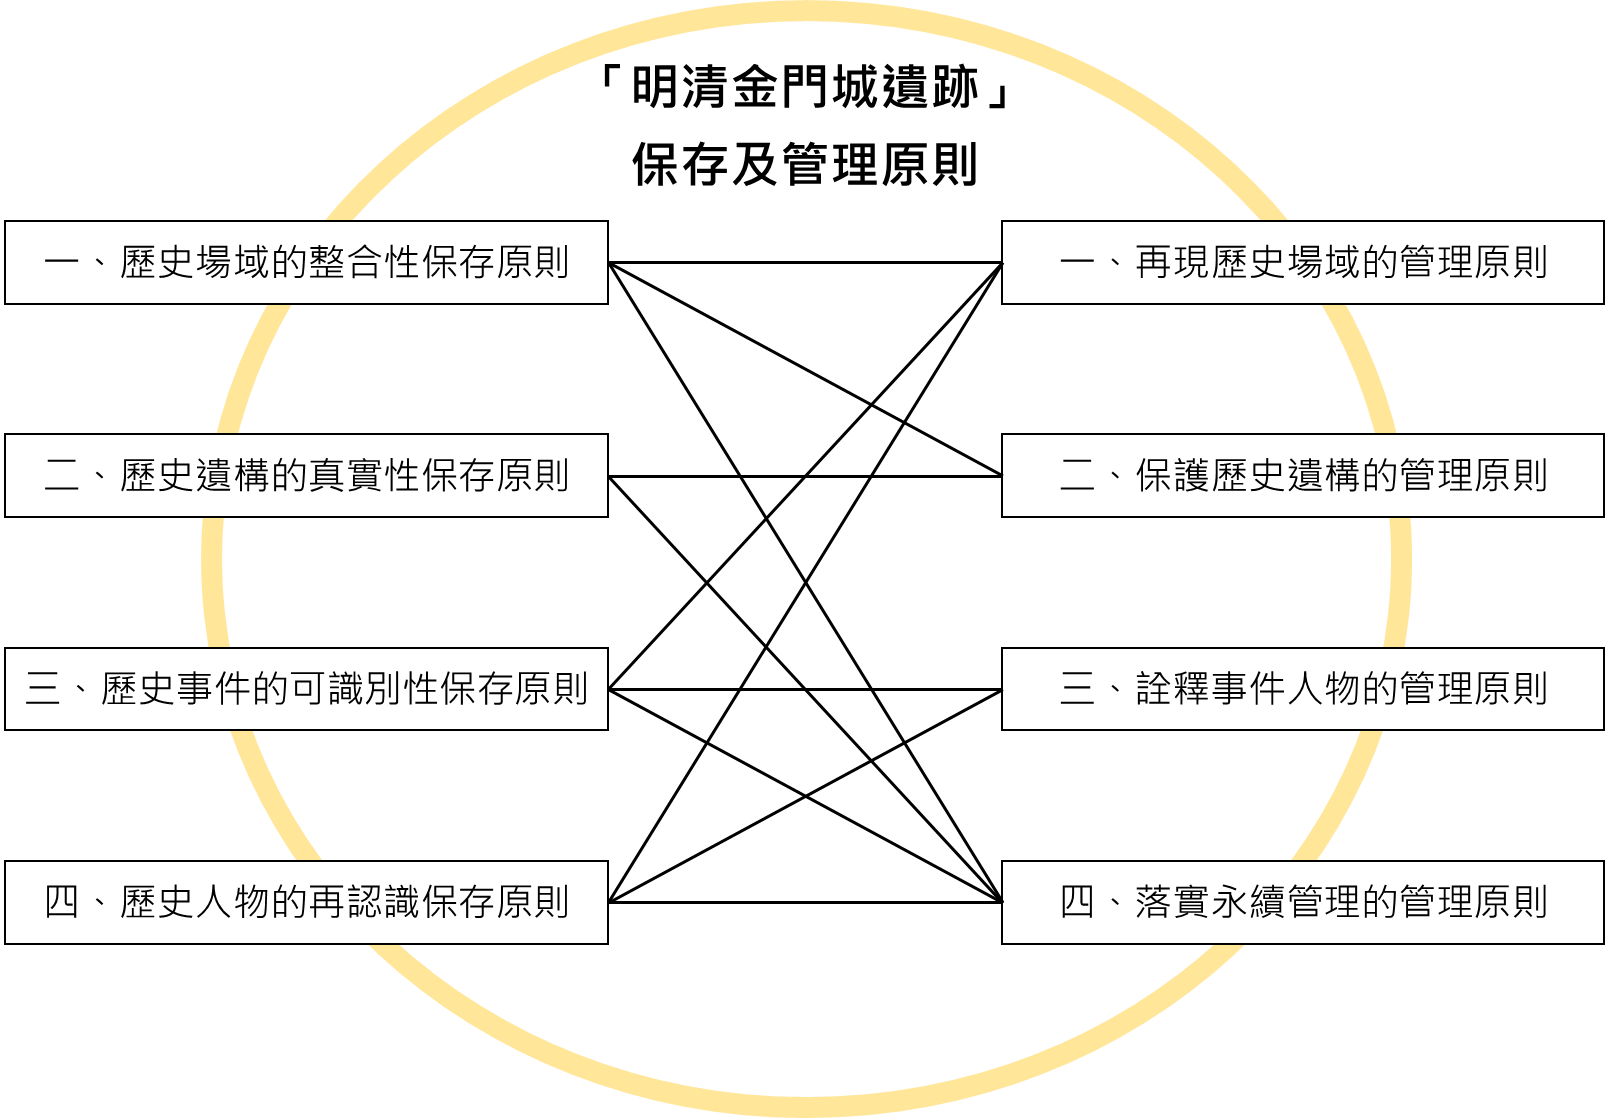 「明清金門城遺跡」
保存及管理原則
一、歷史場域的整合性保存原則
一、再現歷史場域的管理原則
二、歷史遺構的真實性保存原則
二、保護歷史遺構的管理原則
三、歷史事件的可識別性保存原則
三、詮釋事件人物的管理原則
四、歷史人物的再認識保存原則
四、落實永續管理的管理原則